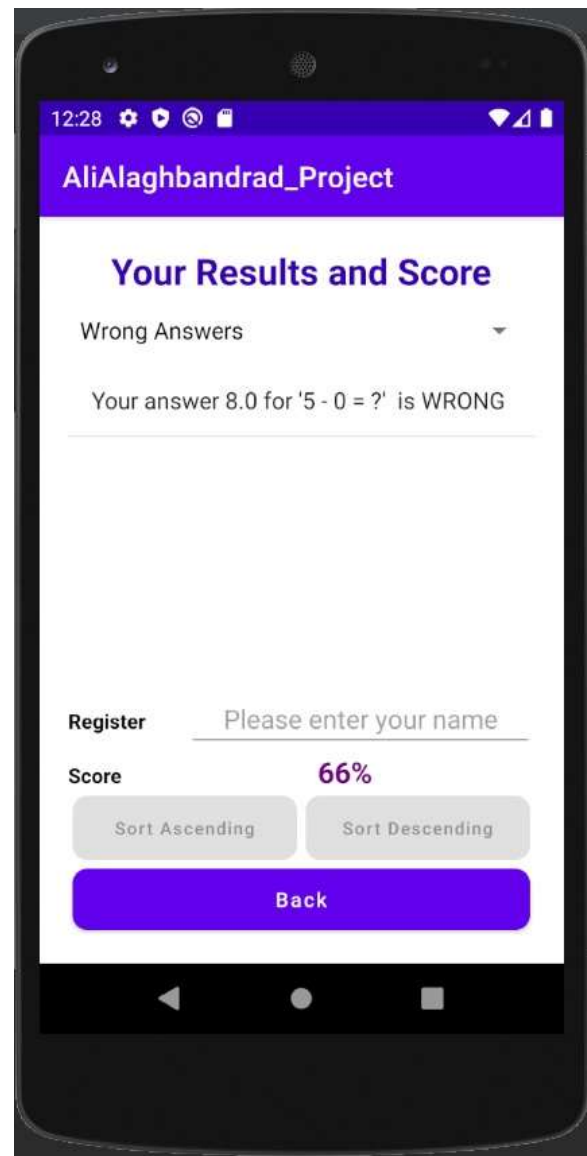 12:28
AliAlaghbandrad_Project
Your Results and Score
Wrong Answers
Your answer 8.0 for '5 - 0 = ?' is WRONG
Register Please enter your name
Score 66%
Sort Ascending Sort Descending
Back